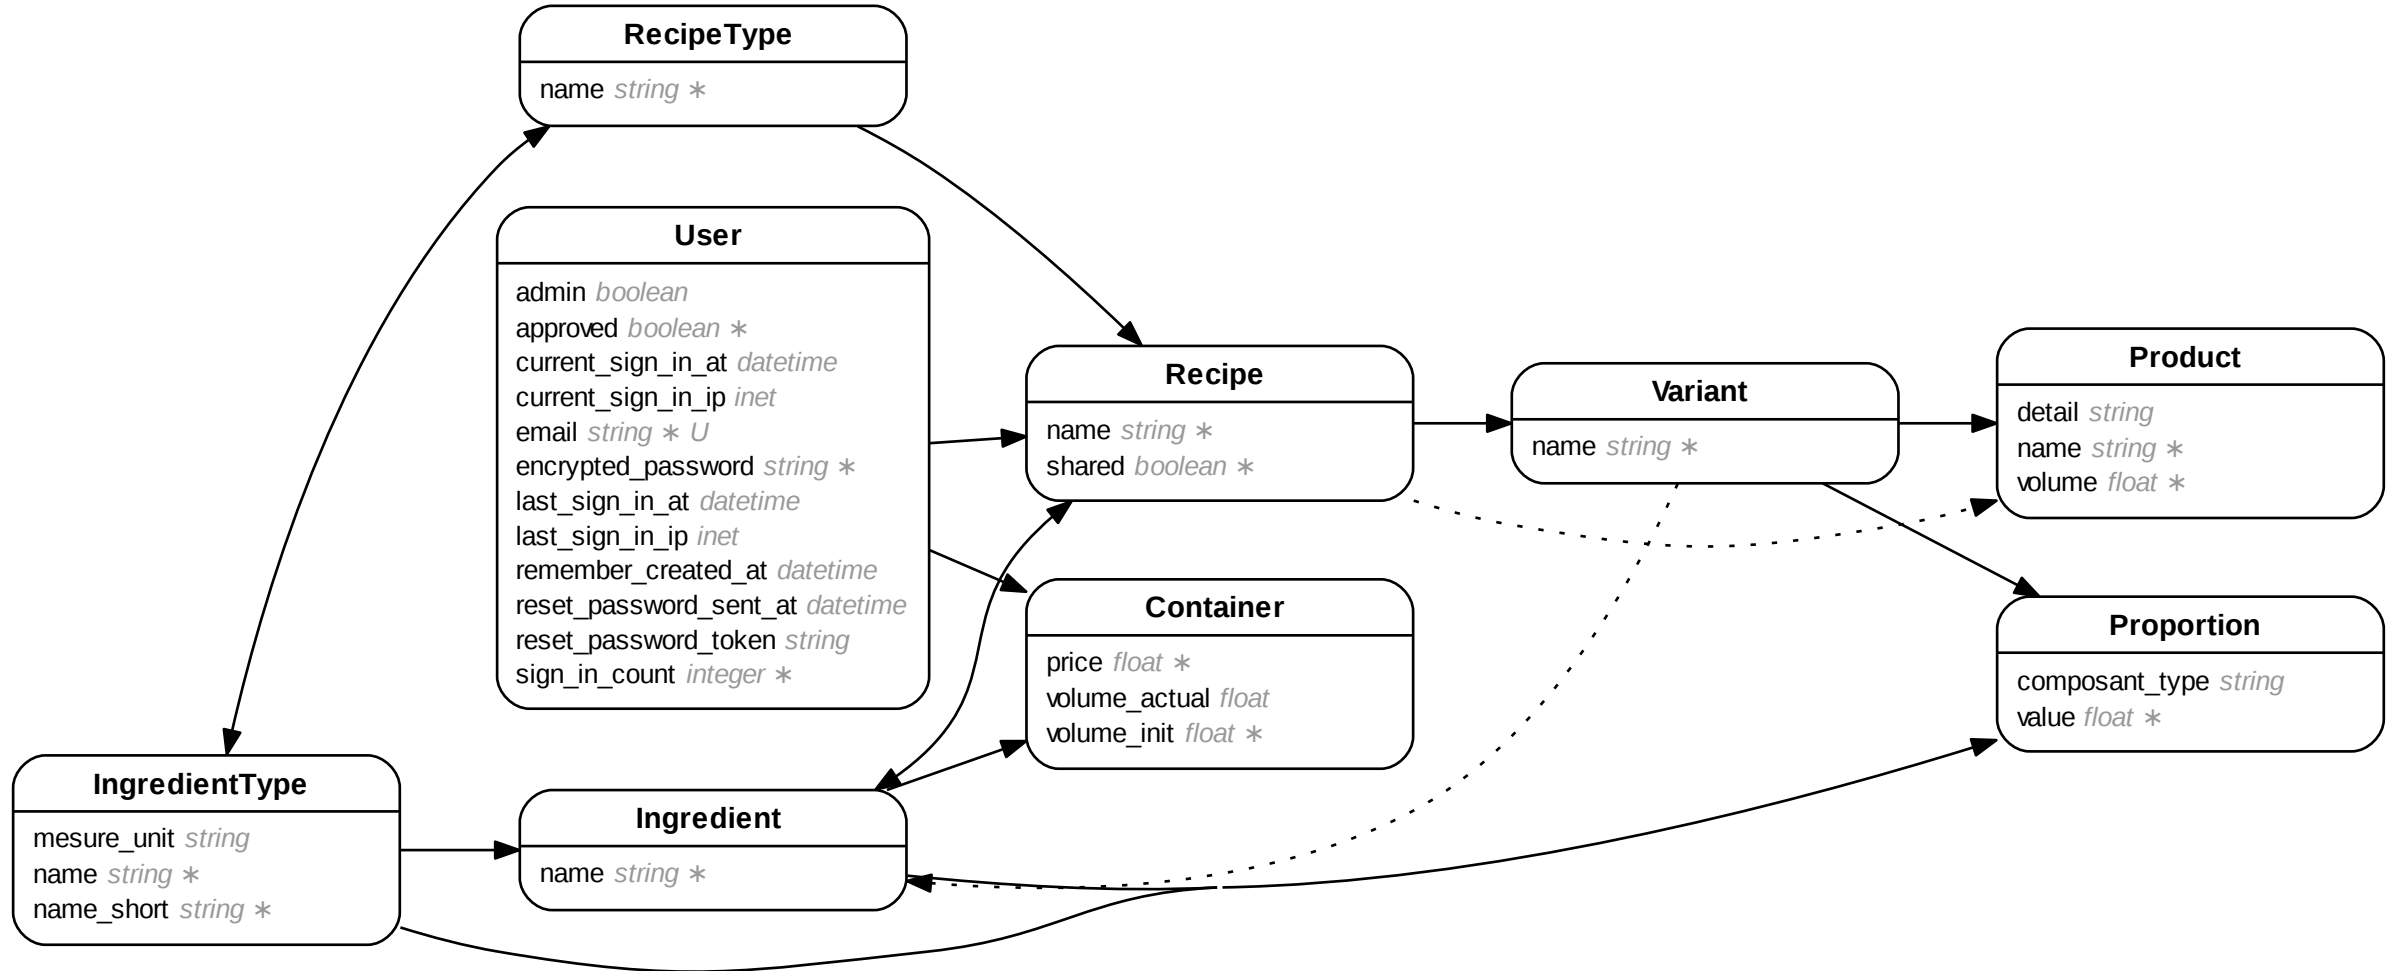 RecipeType
name string ∗
User
admin boolean
approved boolean ∗
current_sign_in_at datetime
current_sign_in_ip inet
email string ∗ U
encrypted_password string ∗
last_sign_in_at datetime
last_sign_in_ip inet
remember_created_at datetime
reset_password_sent_at datetime
reset_password_token string
sign_in_count integer ∗
Recipe
name string ∗
shared boolean ∗
Variant
name string ∗
Product
detail string
name string ∗
volume float ∗
Container
price float ∗
volume_actual float
volume_init float ∗
Proportion
composant_type string
value float ∗
IngredientType
mesure_unit string
name string ∗
name_short string ∗
Ingredient
name string ∗